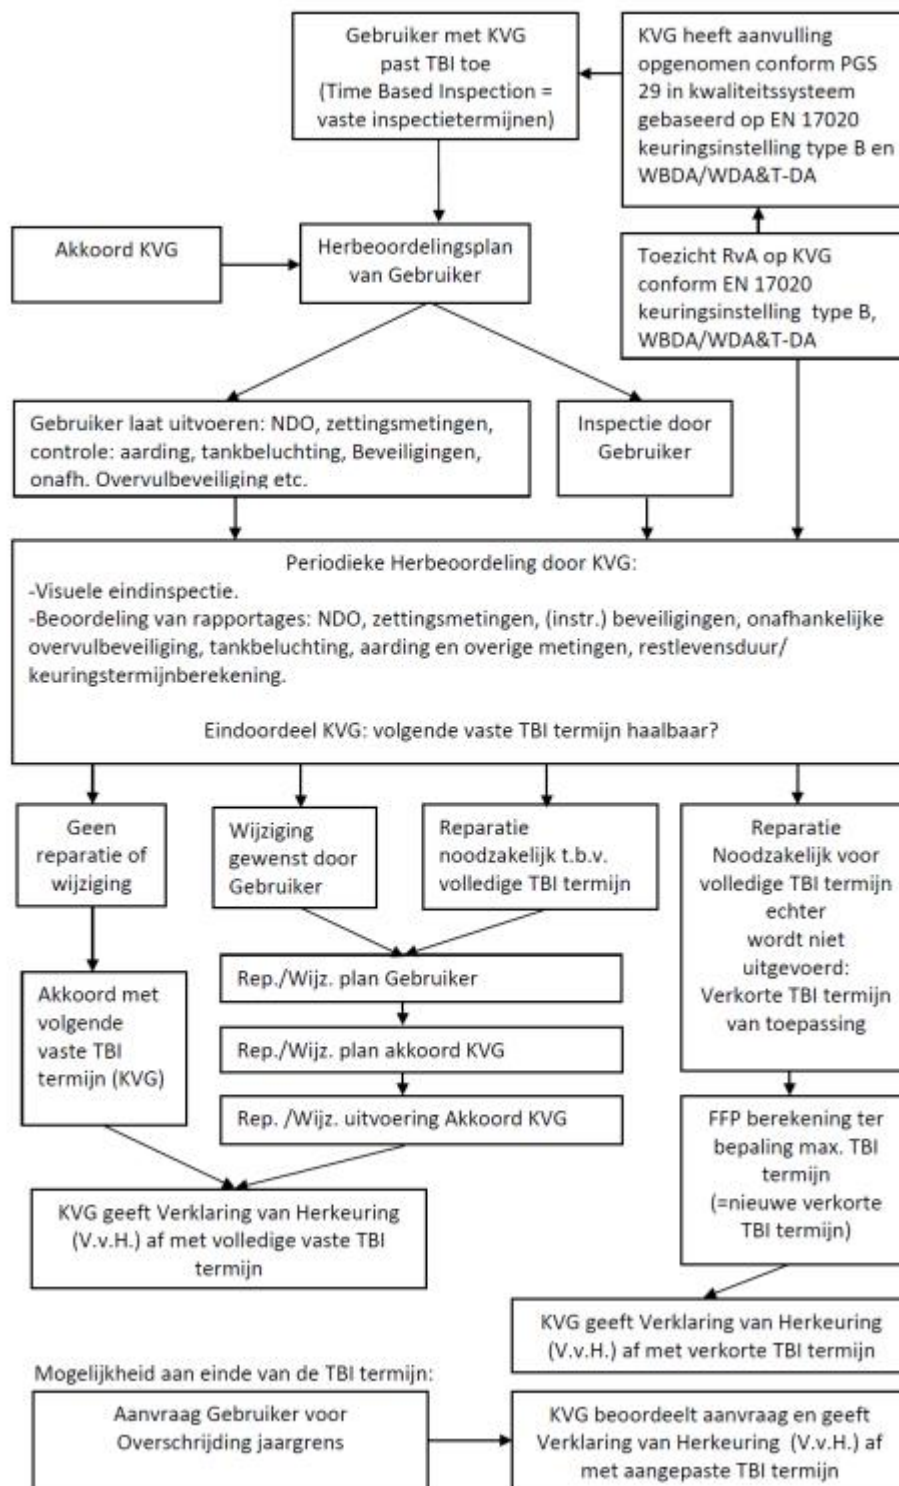 Gebruiker met KVG
past TBI toe
(Time Based Inspection =
vaste inspectietermijnen)
KVG heeft aanvulling
opgenomen conform PGS
29 in kwaliteitssysteem
gebaseerd op EN 17020
keuringsinstelling type B en
WBDA/WDA&T-DA
Akkoord KVG
Herbeoordelingsplan
van Gebruiker
Toezicht RvA op KVG
conform EN 17020
keuringsinstelling type B,
WBDA/WDA&T-DA
Gebruiker laat uitvoeren: NDO, zettingsmetingen,
controle: aarding, tankbeluchting, Beveiligingen,
onafh. Overvulbeveiliging etc.
Inspectie door
Gebruiker
Periodieke Herbeoordeling door KVG:
-Visuele eindinspectie.
-Beoordeling van rapportages: NDO, zettingsmetingen, (instr.) beveiligingen, onafhankelijke
overvulbeveiliging, tankbeluchting, aarding en overige metingen, restlevensduur/
keuringstermijnberekening.
Eindoordeel KVG: volgende vaste TBI termijn haalbaar?
Geen
reparatie of
wijziging
Wijziging
gewenst door
Gebruiker
Reparatie
noodzakelijk t.b.v.
volledige TBI termijn
Reparatie
Noodzakelijk voor
volledige TBI termijn
echter
wordt niet
uitgevoerd:
Verkorte TBI termijn
van toepassing
Akkoord met
volgende
vaste TBI
termijn (KVG)
Rep./Wijz. plan Gebruiker
Rep./Wijz. plan akkoord KVG
Rep. /Wijz. uitvoering Akkoord KVG
FFP berekening ter
bepaling max. TBI
termijn
(=nieuwe verkorte
TBI termijn)
KVG geeft Verklaring van Herkeuring
(V.v.H.) af met volledige vaste TBI
termijn
KVG geeft Verklaring van Herkeuring
(V.v.H.) af met verkorte TBI termijn
Mogelijkheid aan einde van de TBI termijn:
Aanvraag Gebruiker voor
Overschrijding jaargrens
KVG beoordeelt aanvraag en geeft
Verklaring van Herkeuring (V.v.H.) af
met aangepaste TBI termijn